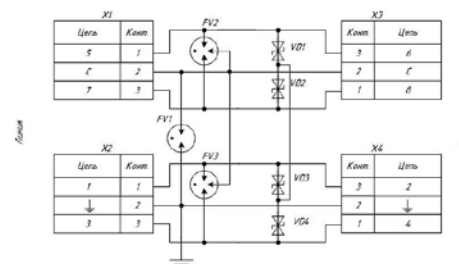 X1
Цепь Конт.
5 1
С 2
7 3
FV2
VD1
VD2
X3
Конт. Цепь
3 6
2 С
1 8
FV1
Линия
X2
Цепь Конт.
1 1
2
3 3
FV3
VD3
VD4
X4
Конт. Цепь
3 2
2
1 4